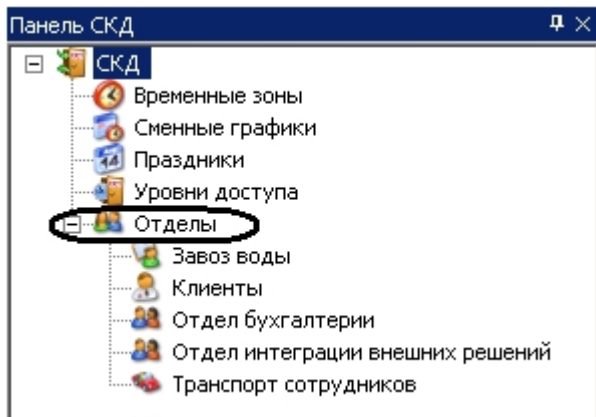 Панель СКД
СКД
Временные зоны
Сменные графики
Праздники
Уровни доступа
Отделы
Завоз воды
Клиенты
Отдел бухгалтерии
Отдел интеграции внешних решений
Транспорт сотрудников